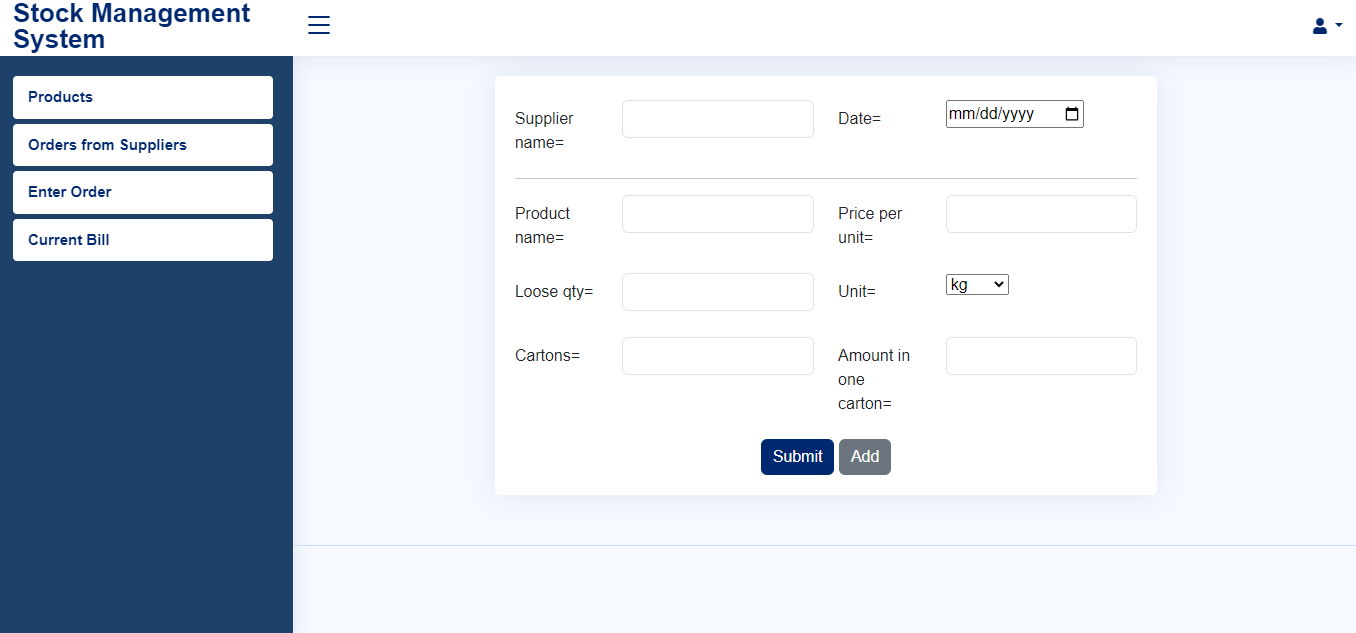 Stock Management
System
Products
Orders from Suppliers
Enter Order
Current Bill
Supplier
name=
Date=
mm/dd/yyyy
Product
name=
Price per
unit=
Loose qty=
Unit=
kg
Cartons=
Amount in
one
carton=
Submit
Add